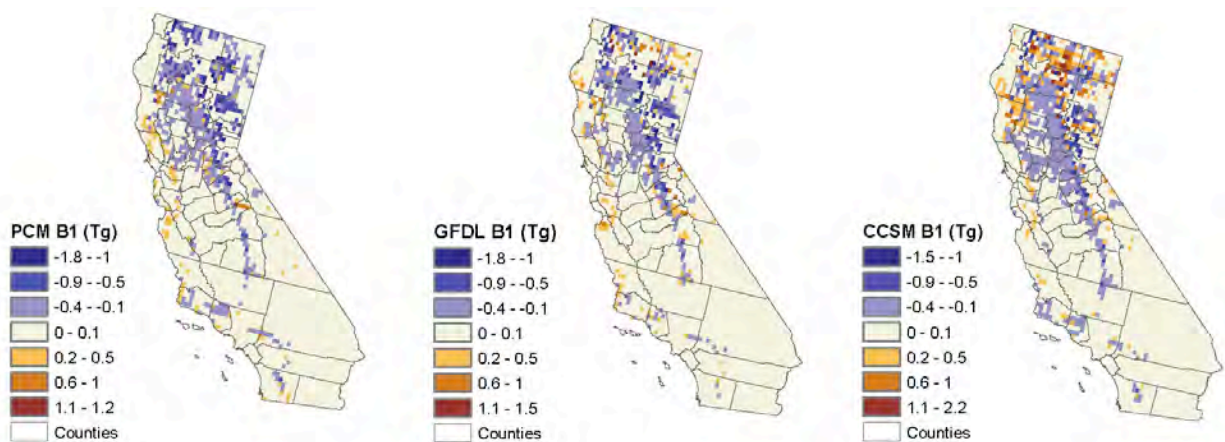 PCM B1 (Tg)
-1.8 - -1
-0.9 - -0.5
-0.4 - -0.1
0 - 0.1
0.2 - 0.5
0.6 - 1
1.1 - 1.2
Counties
GFDL B1 (Tg)
-1.8 - -1
-0.9 - -0.5
-0.4 - -0.1
0 - 0.1
0.2 - 0.5
0.6 - 1
1.1 - 1.5
Counties
CCSM B1 (Tg)
-1.5 - -1
-0.9 - -0.5
-0.4 - -0.1
0 - 0.1
0.2 - 0.5
0.6 - 1
1.1 - 2.2
Counties